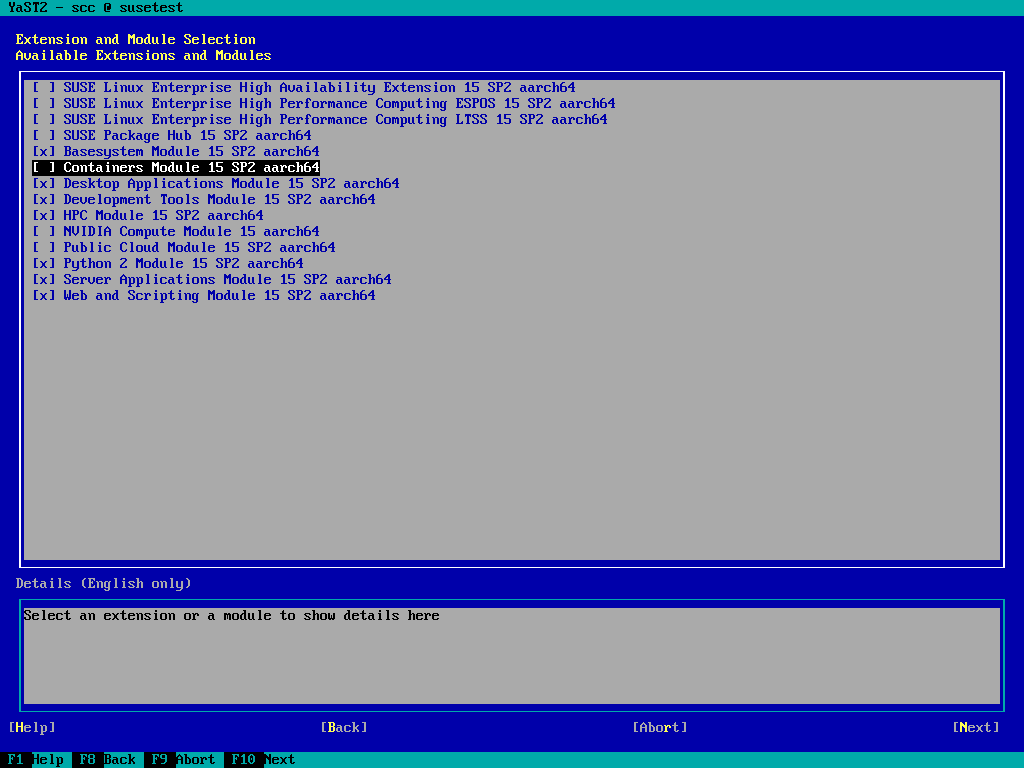 YaST2 - scc @ susetest
Extension and Module Selection
Available Extensions and Modules
[ ] SUSE Linux Enterprise High Availability Extension 15 SP2 aarch64
[ ] SUSE Linux Enterprise High Performance Computing ESPOS 15 SP2 aarch64
[ ] SUSE Linux Enterprise High Performance Computing LTSS 15 SP2 aarch64
[ ] SUSE Package Hub 15 SP2 aarch64
[x] Basesystem Module 15 SP2 aarch64
[ ] Containers Module 15 SP2 aarch64
[x] Desktop Applications Module 15 SP2 aarch64
[x] Development Tools Module 15 SP2 aarch64
[x] HPC Module 15 SP2 aarch64
[ ] NVIDIA Compute Module 15 aarch64
[ ] Public Cloud Module 15 SP2 aarch64
[x] Python 2 Module 15 SP2 aarch64
[x] Server Applications Module 15 SP2 aarch64
[x] Web and Scripting Module 15 SP2 aarch64
Details (English only)
Select an extension or a module to show details here
[Help] [Back] [Abort] [Next]
F1 Help F8 Back F9 Abort F10 Next